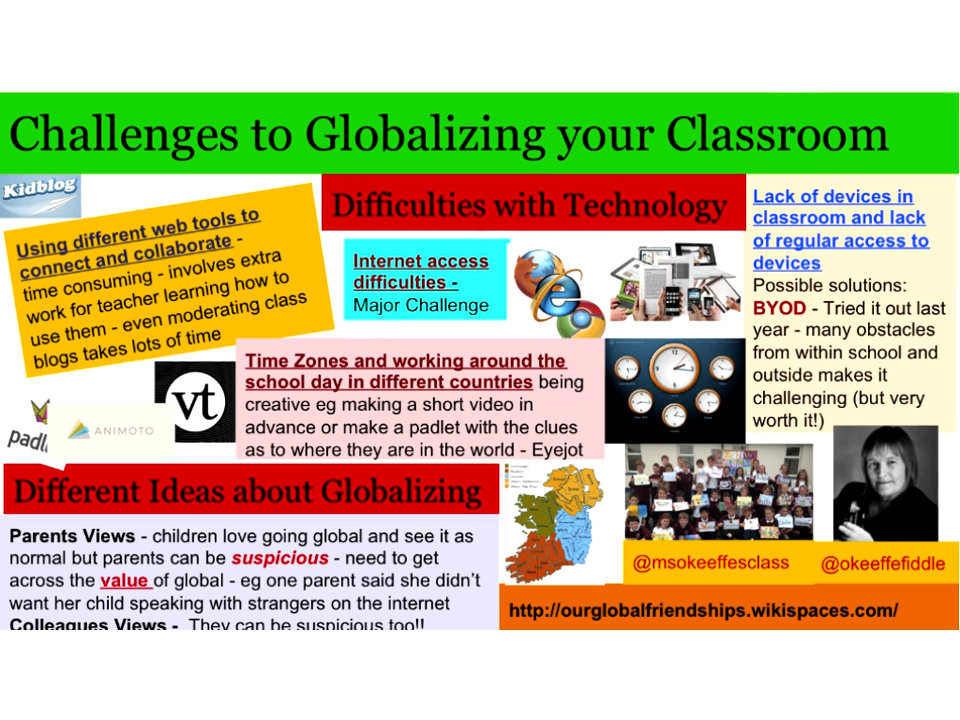 Challenges to Globalizing your Classroom
Kidblog
Using different web tools to
connect and collaborate -
time consuming - involves extra
work for teacher learning how to
use them - even moderating class
blogs takes lots of time
Difficulties with Technology
Internet access
difficulties -
Major Challenge
Lack of devices in
classroom and lack
of regular access to
devices
Possible solutions:
BYOD - Tried it out last
year - many obstacles
from within school and
outside makes it
challenging (but very
worth it!)
Time Zones and working around the
school day in different countries being
creative eg making a short video in
advance or make a padlet with the clues
as to where they are in the world - Eyejot
vt
padl
ANIMOTO
Different Ideas about Globalizing
Parents Views - children love going global and see it as
normal but parents can be suspicious - need to get
across the value of global - eg one parent said she didn't
want her child speaking with strangers on the internet
Colleagues Views - They can be suspicious too!!
@msokeeffesclass
@okeeffefiddle
http://ourglobalfriendships.wikispaces.com/